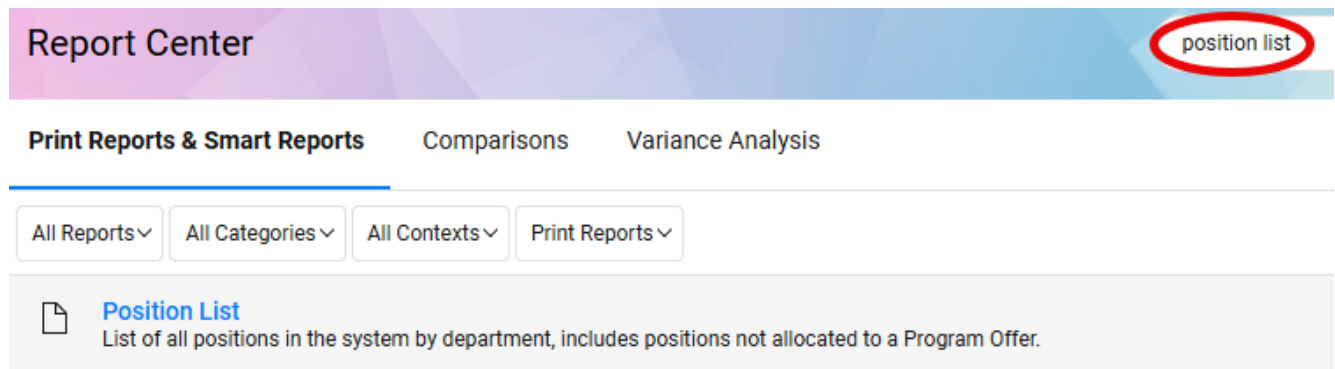 Report Center
position list
Print Reports & Smart Reports Comparisons Variance Analysis
All Reports All Categories All Contexts Print Reports
Position List
List of all positions in the system by department, includes positions not allocated to a Program Offer.